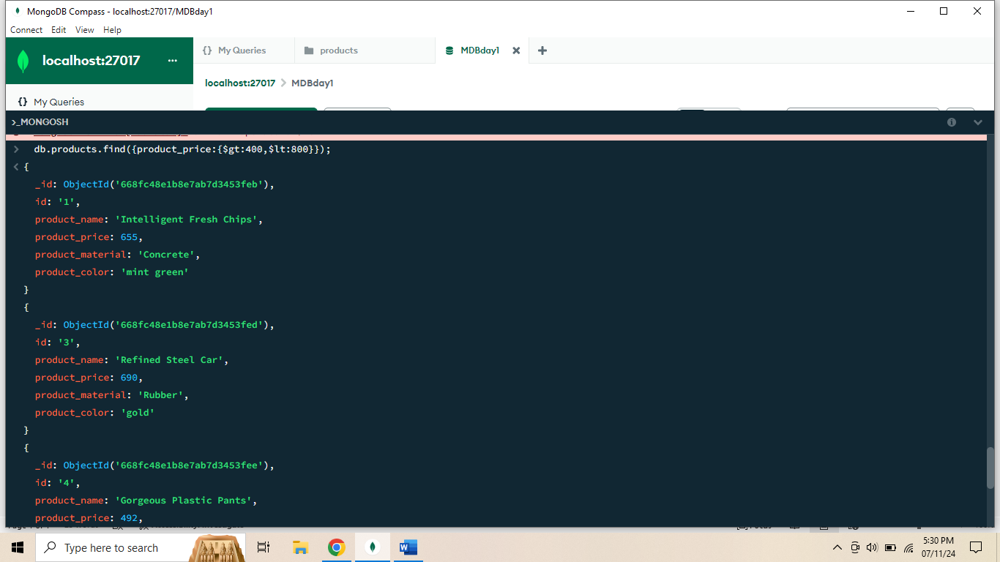 MongoDB Compass - localhost:27017/MDBday1
Connect Edit View Help
localhost:27017 ...
{} My Queries
products
MDBday1
localhost:27017 > MDBday1
{} My Queries
>_MONGOSH
> db.products.find({product_price:{$gt:400,$lt:800}});
< {
_id: ObjectId('668fc48e1b8e7ab7d3453feb'),
id: '1',
product_name: 'Intelligent Fresh Chips',
product_price: 655,
product_material: 'Concrete',
product_color: 'mint green'
}
{
_id: ObjectId('668fc48e1b8e7ab7d3453fed'),
id: '3',
product_name: 'Refined Steel Car',
product_price: 690,
product_material: 'Rubber',
product_color: 'gold'
}
{
_id: ObjectId('668fc48e1b8e7ab7d3453fee'),
id: '4',
product_name: 'Gorgeous Plastic Pants',
product_price: 492,
Type here to search
5:30 PM
07/11/24